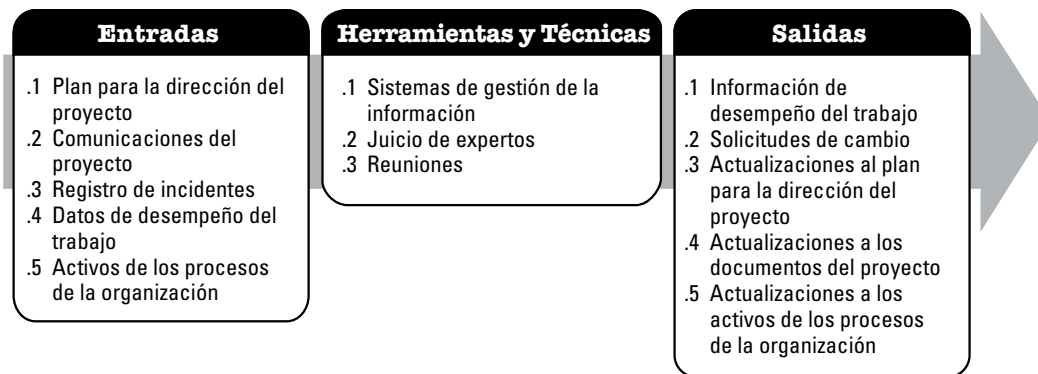 Entradas
.1 Plan para la dirección del
proyecto
.2 Comunicaciones del
proyecto
.3 Registro de incidentes
.4 Datos de desempeño del
trabajo
.5 Activos de los procesos
de la organización
Herramientas y Técnicas
.1 Sistemas de gestión de la
información
.2 Juicio de expertos
.3 Reuniones
Salidas
.1 Información de
desempeño del trabajo
.2 Solicitudes de cambio
.3 Actualizaciones al plan
para la dirección del
proyecto
.4 Actualizaciones a los
documentos del proyecto
.5 Actualizaciones a los
activos de los procesos
de la organización